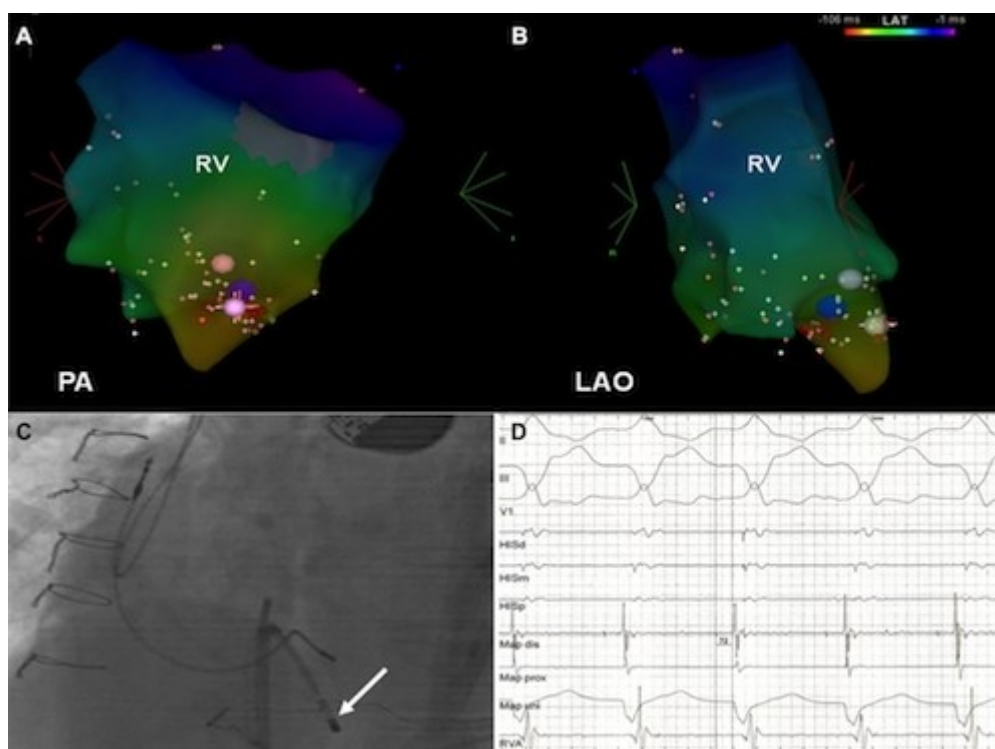 A
B
-106 ms LAT -1 ms
RV
RV
PA
LAO
C
D
II
III
V1
HISd
HISm
HISp
Map dis
Map prox
Map uni
RVA